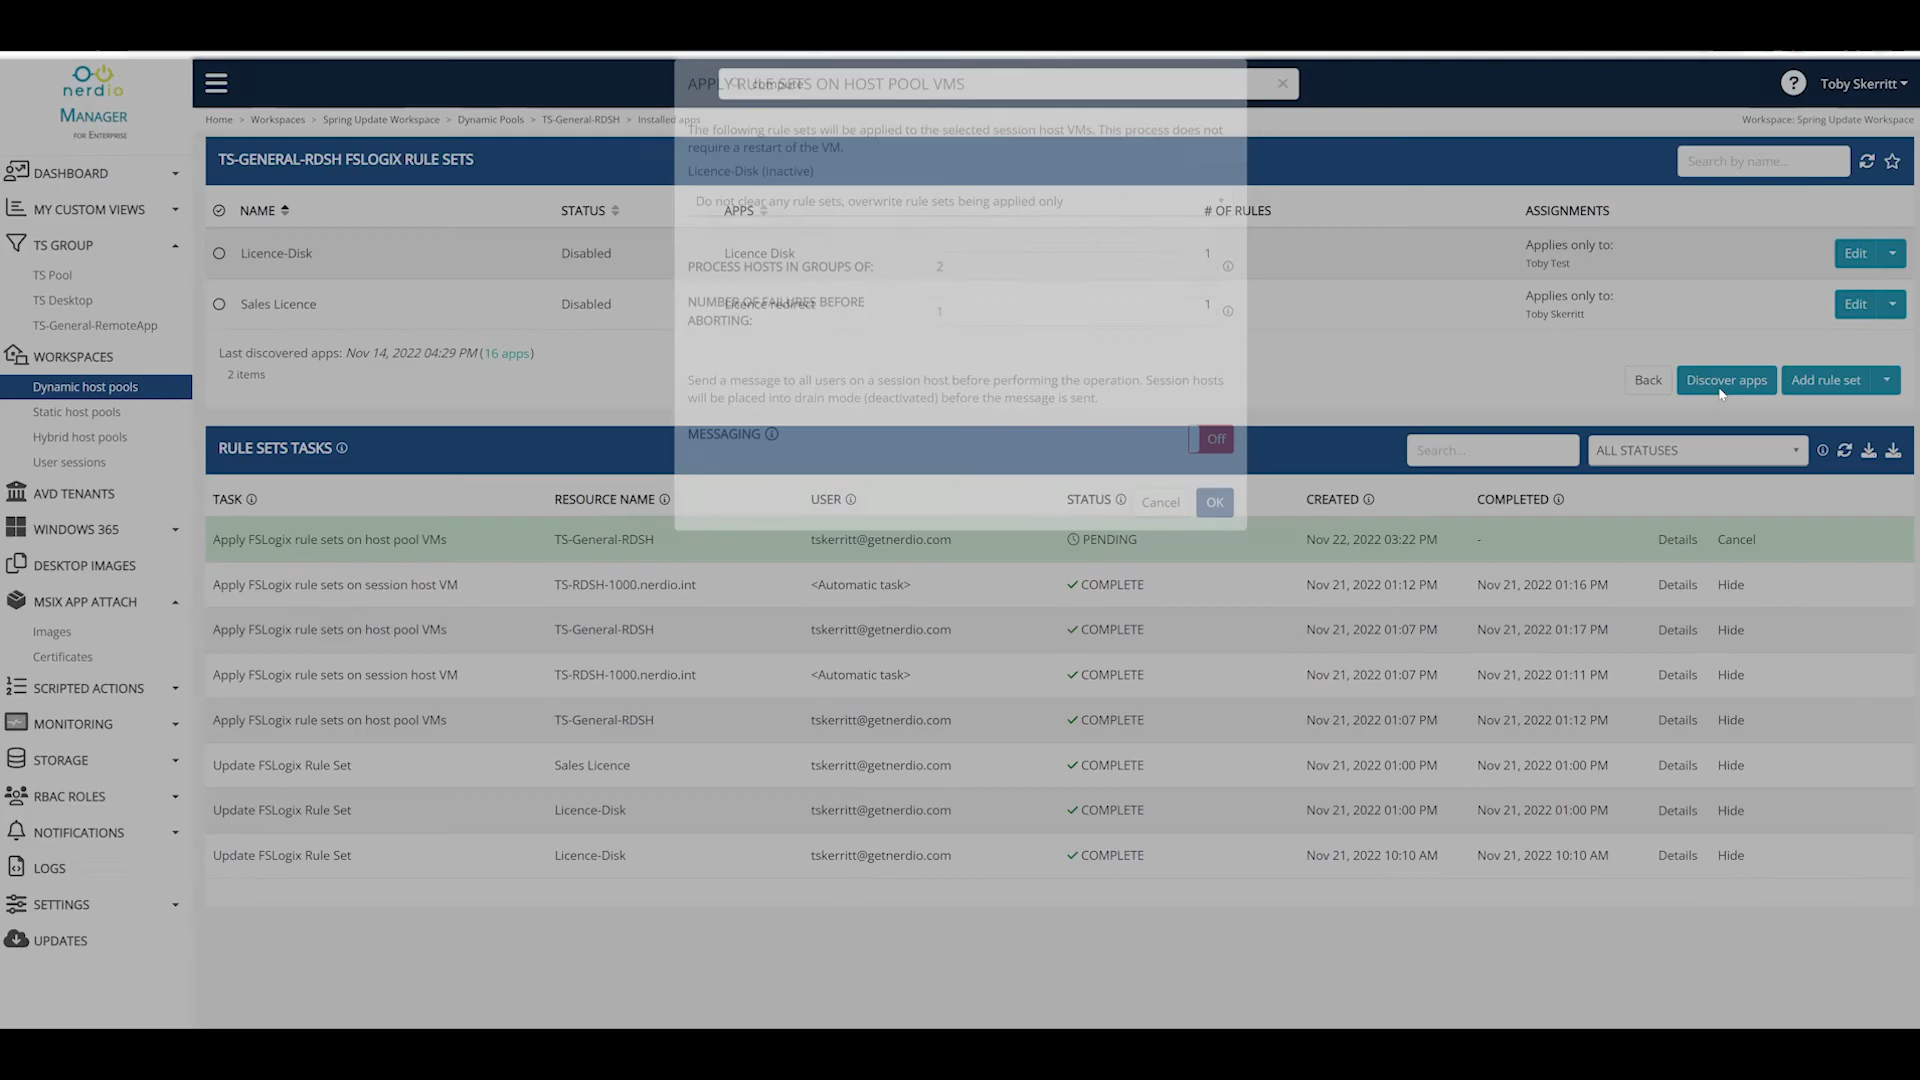 nerdio
MANAGER
FOR ENTERPRISE
APPLY RULE SETS ON HOST POOL VMS
compute
Toby Skerritt
Home > Workspaces > Spring Update Workspace > Dynamic Pools > TS-General-RDSH > Installed apps
Workspace: Spring Update Workspace
The following rule sets will be applied to the selected session host VMs. This process does not
require a restart of the VM.
TS-GENERAL-RDSH FSLOGIX RULE SETS
Search by name...
Licence-Disk (Inactive)
Do not clear any rule sets, overwrite rule sets being applied only
NAME STATUS APPS # OF RULES ASSIGNMENTS
Licence-Disk Disabled Licence Disk 1 Applies only to: Edit
Toby Test
PROCESS HOSTS IN GROUPS OF: 2
Sales Licence Disabled Licence redirect 1 Applies only to: Edit
Toby Skerritt
NUMBER OF FAILURES BEFORE
ABORTING: 1
Last discovered apps: Nov 14, 2022 04:29 PM (16 apps)
2 items
Back Discover apps Add rule set
Send a message to all users on a session host before performing the operation. Session hosts
will be placed into drain mode (deactivated) before the message is sent.
MESSAGING Off
Cancel OK
RULE SETS TASKS
Search... ALL STATUSES
TASK RESOURCE NAME USER STATUS CREATED COMPLETED
Apply FSLogix rule sets on host pool VMs TS-General-RDSH tskerritt@getnerdio.com PENDING Nov 22, 2022 03:22 PM - Details Cancel
Apply FSLogix rule sets on session host VM TS-RDSH-1000.nerdio.int <Automatic task> COMPLETE Nov 21, 2022 01:12 PM Nov 21, 2022 01:16 PM Details Hide
Apply FSLogix rule sets on host pool VMs TS-General-RDSH tskerritt@getnerdio.com COMPLETE Nov 21, 2022 01:07 PM Nov 21, 2022 01:17 PM Details Hide
Apply FSLogix rule sets on session host VM TS-RDSH-1000.nerdio.int <Automatic task> COMPLETE Nov 21, 2022 01:07 PM Nov 21, 2022 01:11 PM Details Hide
Apply FSLogix rule sets on host pool VMs TS-General-RDSH tskerritt@getnerdio.com COMPLETE Nov 21, 2022 01:07 PM Nov 21, 2022 01:12 PM Details Hide
Update FSLogix Rule Set Sales Licence tskerritt@getnerdio.com COMPLETE Nov 21, 2022 01:00 PM Nov 21, 2022 01:00 PM Details Hide
Update FSLogix Rule Set Licence-Disk tskerritt@getnerdio.com COMPLETE Nov 21, 2022 01:00 PM Nov 21, 2022 01:00 PM Details Hide
Update FSLogix Rule Set Licence-Disk tskerritt@getnerdio.com COMPLETE Nov 21, 2022 10:10 AM Nov 21, 2022 10:10 AM Details Hide
DASHBOARD
MY CUSTOM VIEWS
TS GROUP
TS Pool
TS Desktop
TS-General-RemoteApp
WORKSPACES
Dynamic host pools
Static host pools
Hybrid host pools
User sessions
AVD TENANTS
WINDOWS 365
DESKTOP IMAGES
MSIX APP ATTACH
Images
Certificates
SCRIPTED ACTIONS
MONITORING
STORAGE
RBAC ROLES
NOTIFICATIONS
LOGS
SETTINGS
UPDATES